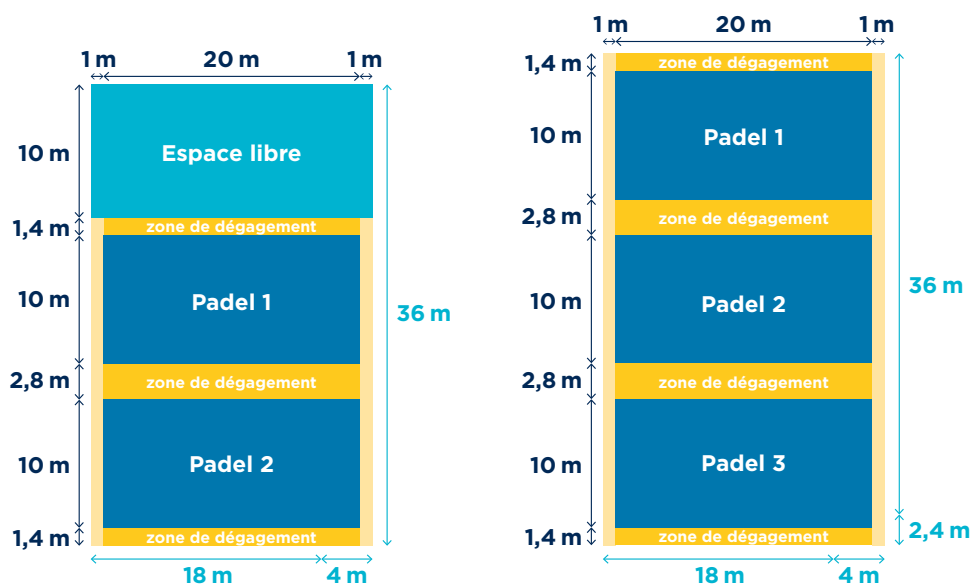 1 m
20 m
1 m
10 m
Espace libre
1,4 m
zone de dégagement
10 m
Padel 1
36 m
2,8 m
zone de dégagement
10 m
Padel 2
1,4 m
zone de dégagement
18 m
4 m
1 m
20 m
1 m
1,4 m
zone de dégagement
10 m
Padel 1
2,8 m
zone de dégagement
10 m
Padel 2
36 m
2,8 m
zone de dégagement
10 m
Padel 3
1,4 m
zone de dégagement
2,4 m
18 m
4 m